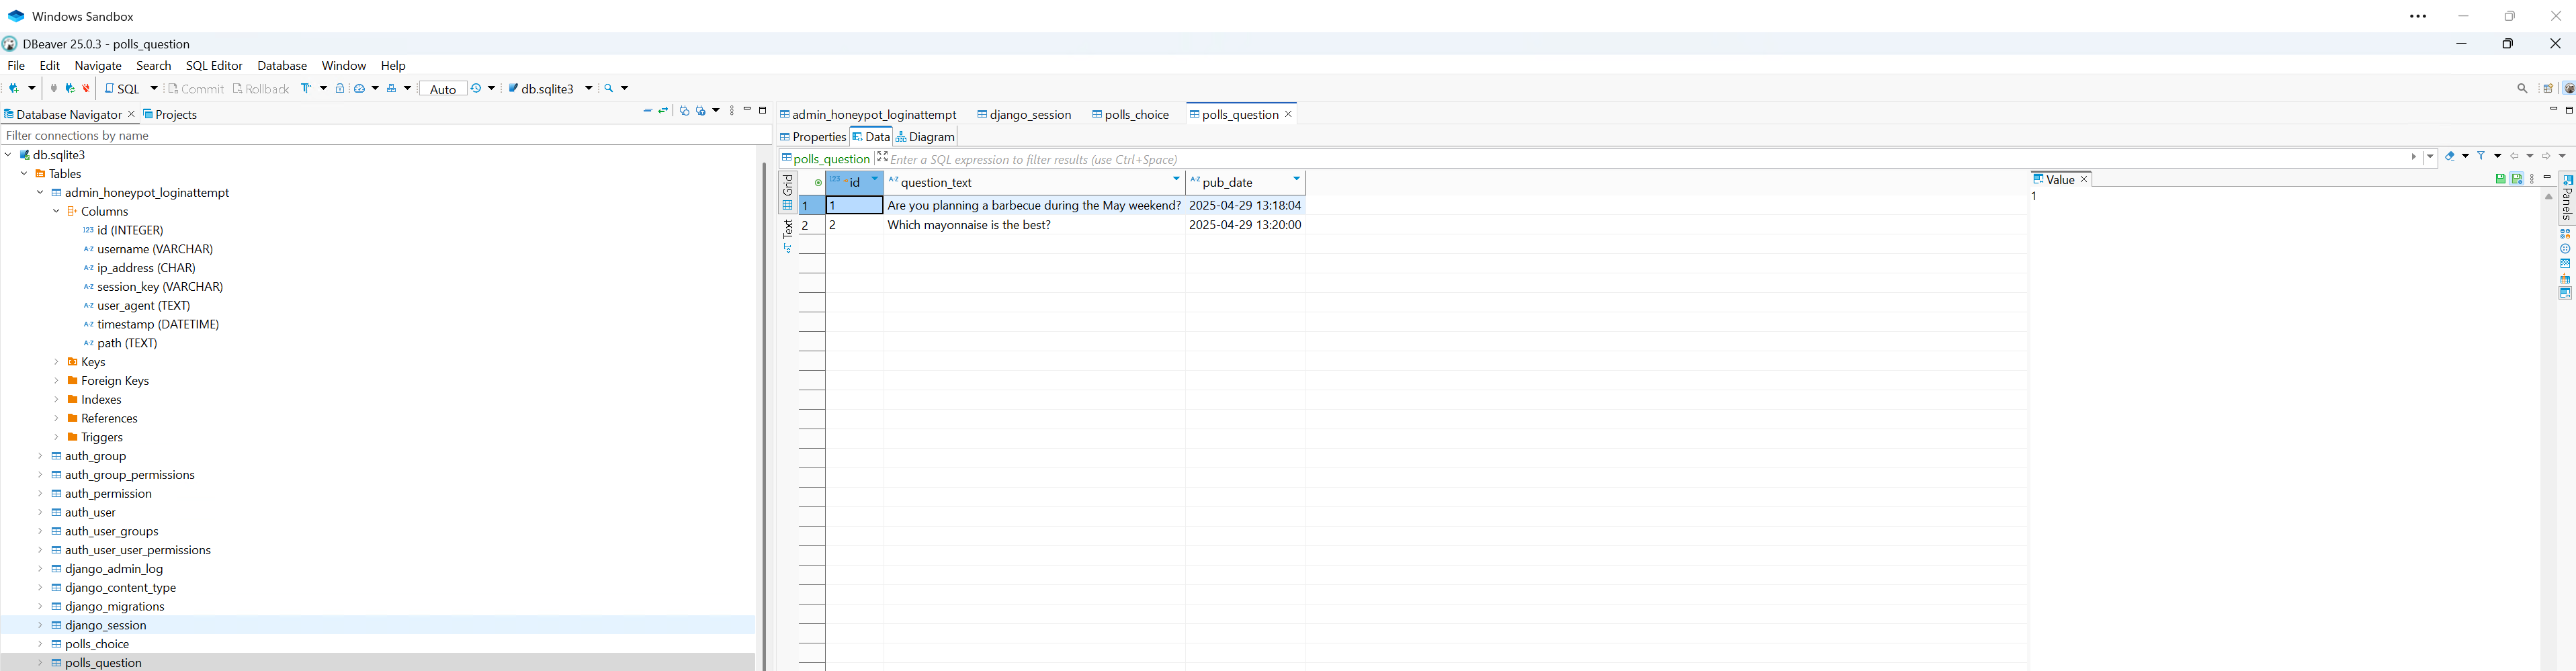 Windows Sandbox
DBeaver 25.0.3 - polls_question
File Edit Navigate Search SQL Editor Database Window Help
SQL Commit Rollback Auto db.sqlite3
Database Navigator Projects
Filter connections by name
db.sqlite3
Tables
admin_honeypot_loginattempt
Columns
123 id (INTEGER)
A-Z username (VARCHAR)
A-Z ip_address (CHAR)
A-Z session_key (VARCHAR)
A-Z user_agent (TEXT)
A-Z timestamp (DATETIME)
A-Z path (TEXT)
Keys
Foreign Keys
Indexes
References
Triggers
auth_group
auth_group_permissions
auth_permission
auth_user
auth_user_groups
auth_user_user_permissions
django_admin_log
django_content_type
django_migrations
django_session
polls_choice
polls_question
admin_honeypot_loginattempt django_session polls_choice polls_question
Properties Data Diagram
polls_question Enter a SQL expression to filter results (use Ctrl+Space)
Grid
Text
123 id A-Z question_text A-Z pub_date
1 1 Are you planning a barbecue during the May weekend? 2025-04-29 13:18:04
2 2 Which mayonnaise is the best? 2025-04-29 13:20:00
Value
1
Panels